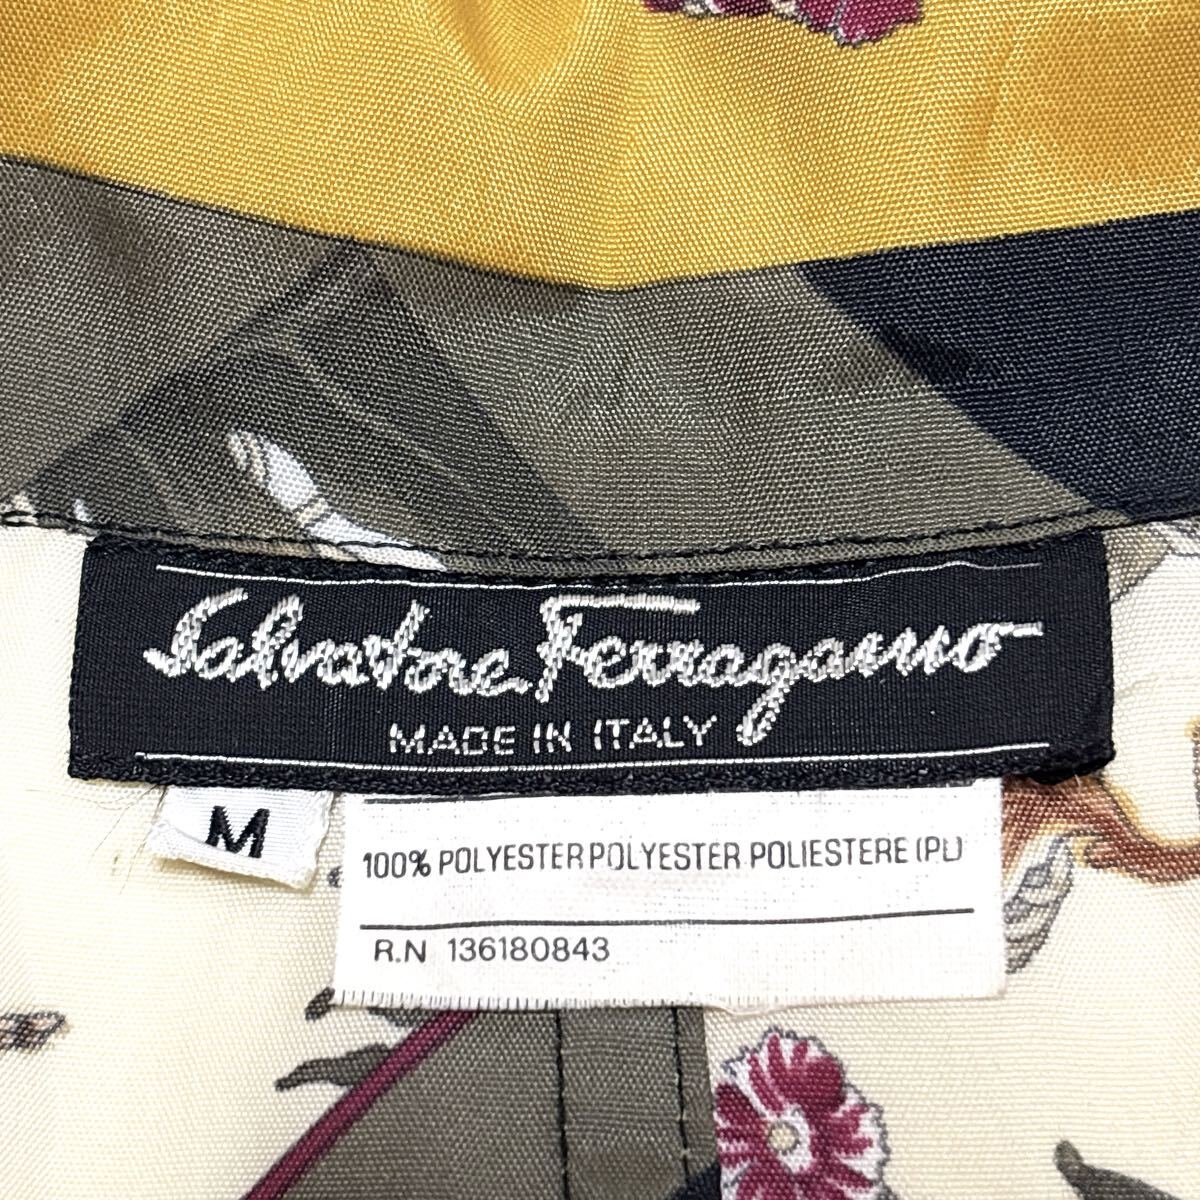 Salvatore Ferragamo
MADE IN ITALY
M
100% POLYESTER POLYESTER POLIESTERE (PL)
R.N 136180843